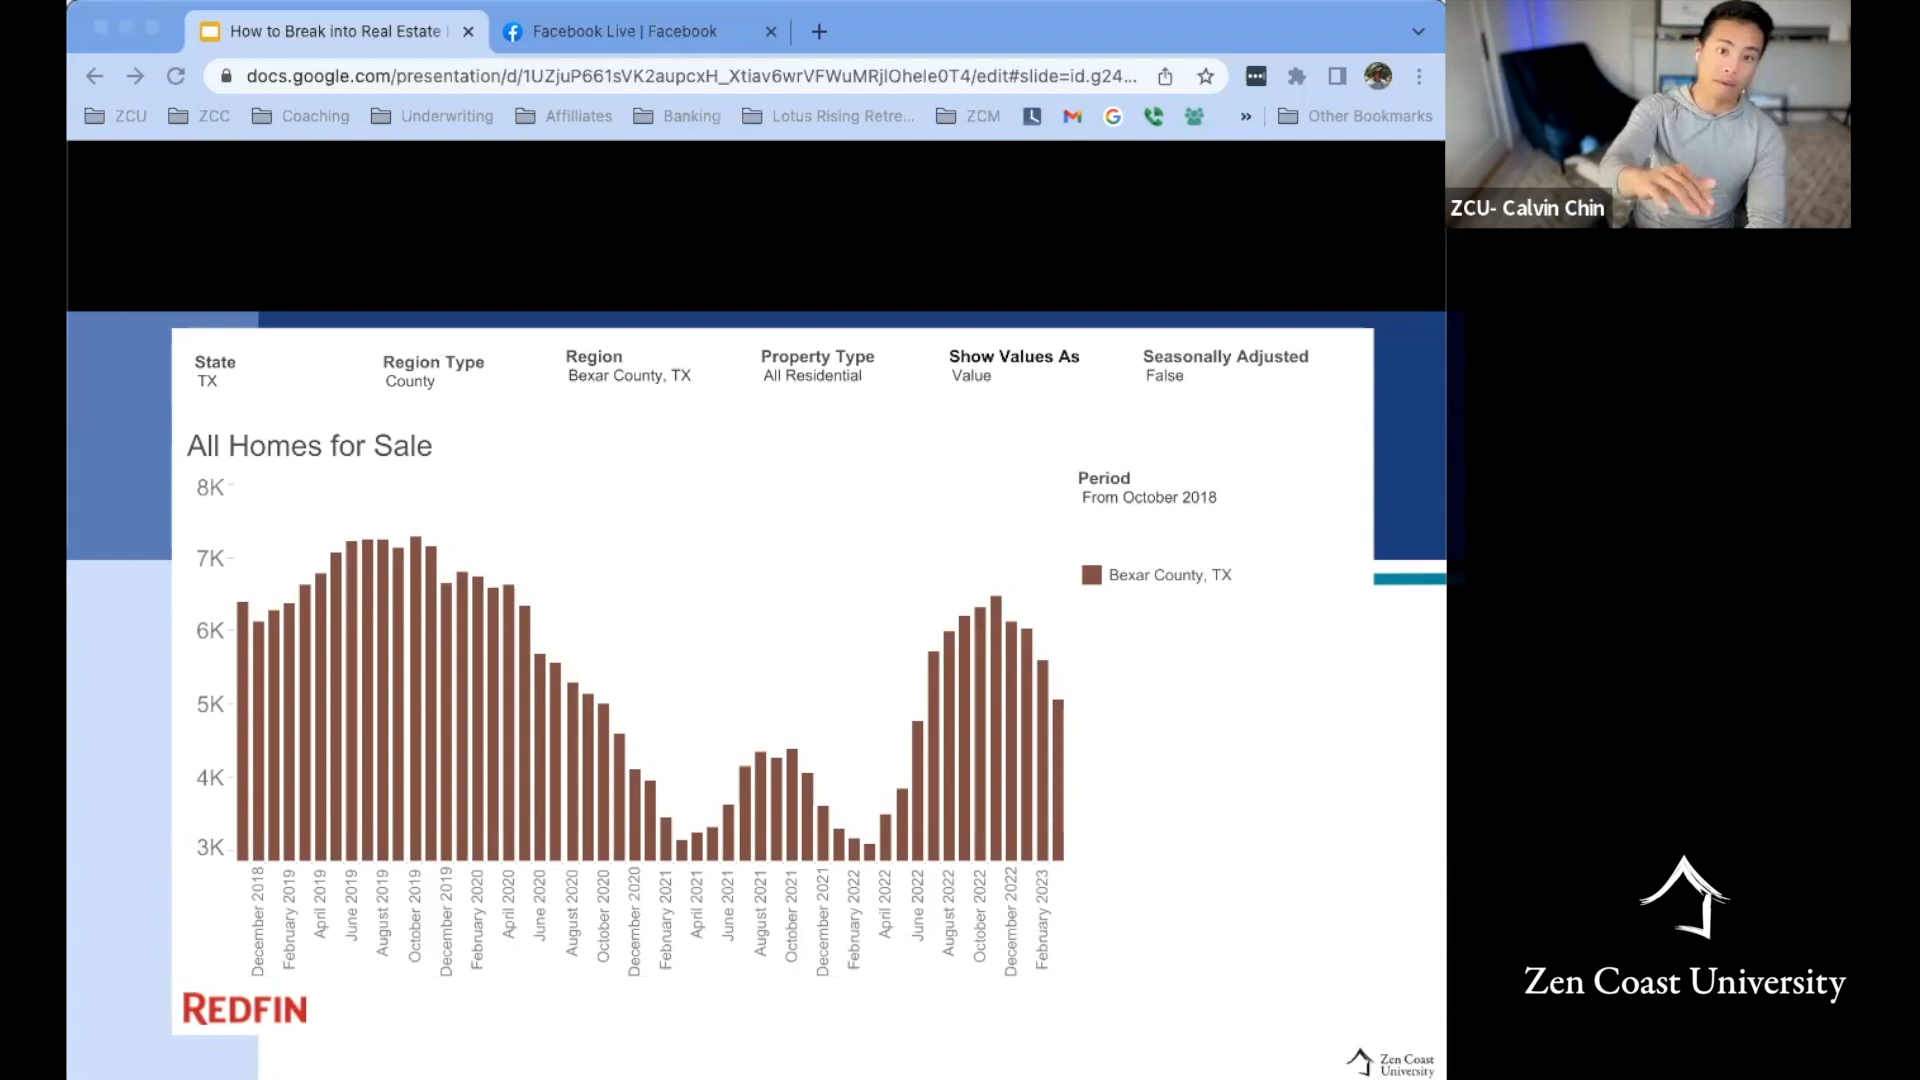 How to Break into Real Estate
Facebook Live | Facebook
docs.google.com/presentation/d/1UZjuP661sVK2aupcxH_Xtiav6wrVFWuMRjlOhele0T4/edit#slide=id.g24...
ZCU
ZCC
Coaching
Underwriting
Affilliates
Banking
Lotus Rising Retre...
ZCM
»
Other Bookmarks
ZCU- Calvin Chin
State
TX
Region Type
County
Region
Bexar County, TX
Property Type
All Residential
Show Values As
Value
Seasonally Adjusted
False
All Homes for Sale
8K
7K
6K
5K
4K
3K
Period
From October 2018
Bexar County, TX
December 2018
February 2019
April 2019
June 2019
August 2019
October 2019
December 2019
February 2020
April 2020
June 2020
August 2020
October 2020
December 2020
February 2021
April 2021
June 2021
August 2021
October 2021
December 2021
February 2022
April 2022
June 2022
August 2022
October 2022
December 2022
February 2023
REDFIN
Zen Coast
University
Zen Coast University